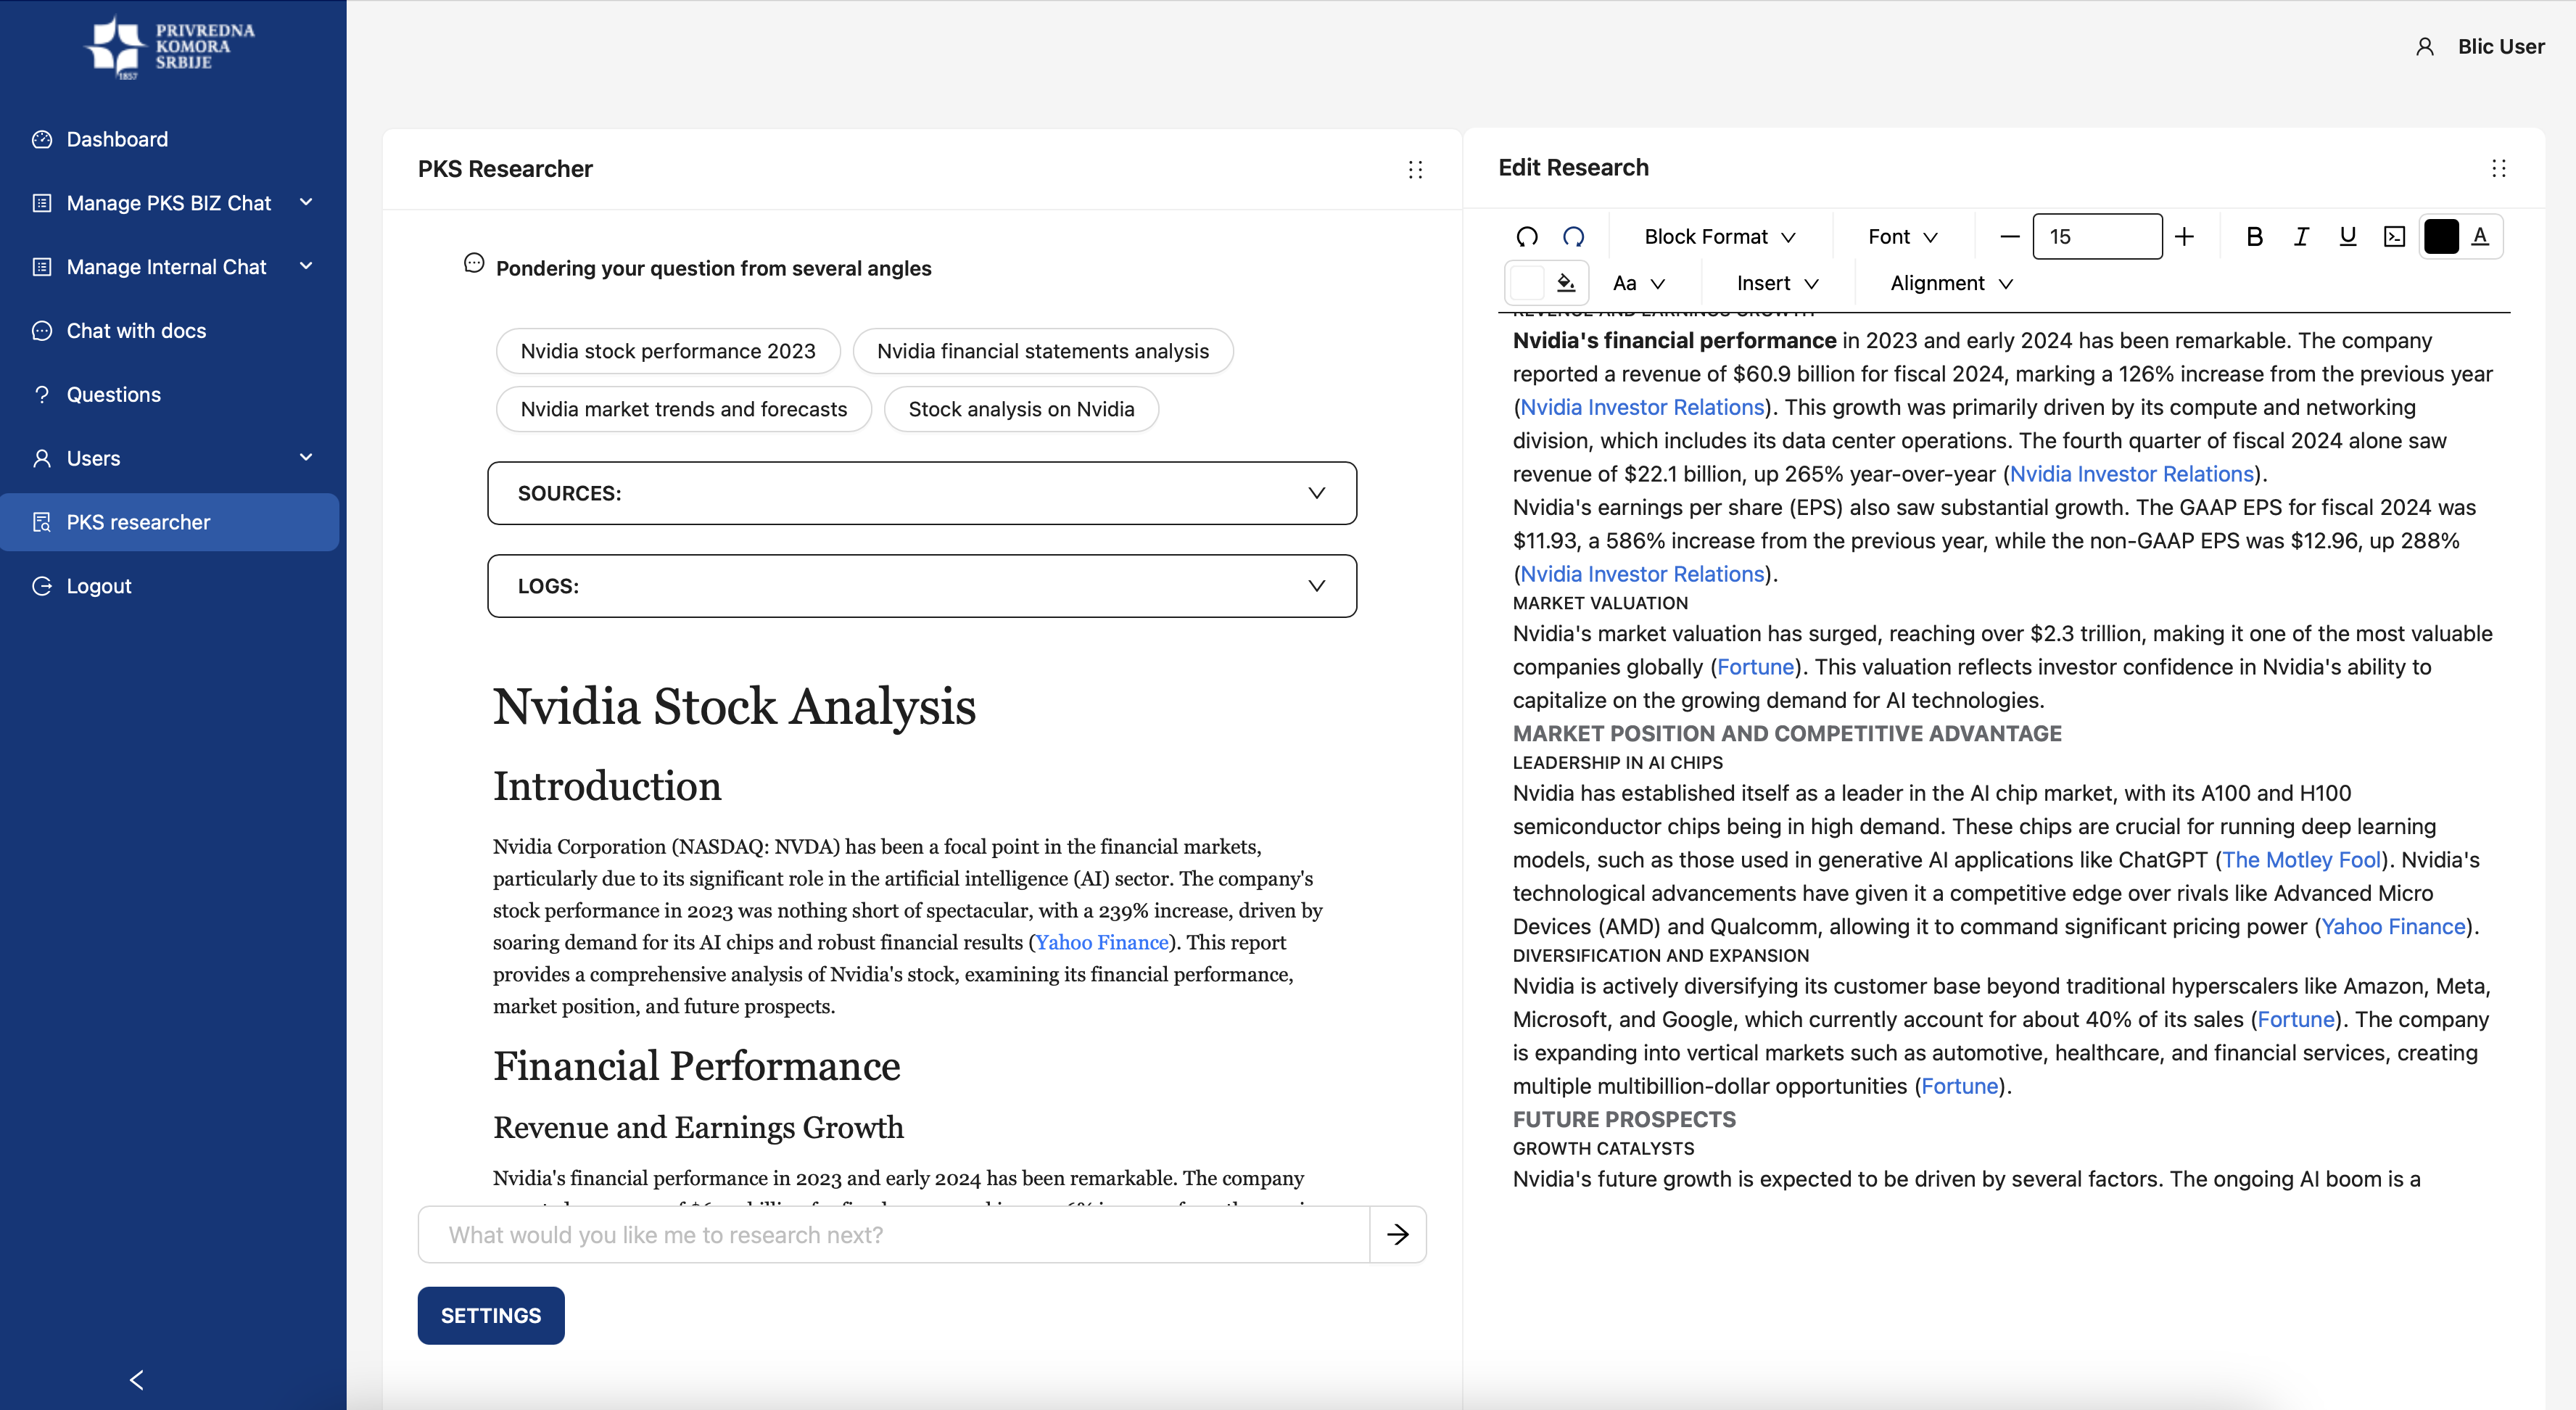 PRIVREDNA
KOMORA
SRBIJE
1857
Dashboard
Manage PKS BIZ Chat
Manage Internal Chat
Chat with docs
Questions
Users
PKS researcher
Logout
Blic User
PKS Researcher
Pondering your question from several angles
Nvidia stock performance 2023
Nvidia financial statements analysis
Nvidia market trends and forecasts
Stock analysis on Nvidia
SOURCES:
LOGS:
Nvidia Stock Analysis
Introduction
Nvidia Corporation (NASDAQ: NVDA) has been a focal point in the financial markets,
particularly due to its significant role in the artificial intelligence (AI) sector. The company's
stock performance in 2023 was nothing short of spectacular, with a 239% increase, driven by
soaring demand for its AI chips and robust financial results (Yahoo Finance). This report
provides a comprehensive analysis of Nvidia's stock, examining its financial performance,
market position, and future prospects.
Financial Performance
Revenue and Earnings Growth
Nvidia's financial performance in 2023 and early 2024 has been remarkable. The company
What would you like me to research next?
SETTINGS
Edit Research
Block Format
Font
15
B
I
U
A
Aa
Insert
Alignment
REVENUE AND EARNINGS GROWTH
Nvidia's financial performance in 2023 and early 2024 has been remarkable. The company
reported a revenue of $60.9 billion for fiscal 2024, marking a 126% increase from the previous year
(Nvidia Investor Relations). This growth was primarily driven by its compute and networking
division, which includes its data center operations. The fourth quarter of fiscal 2024 alone saw
revenue of $22.1 billion, up 265% year-over-year (Nvidia Investor Relations).
Nvidia's earnings per share (EPS) also saw substantial growth. The GAAP EPS for fiscal 2024 was
$11.93, a 586% increase from the previous year, while the non-GAAP EPS was $12.96, up 288%
(Nvidia Investor Relations).
MARKET VALUATION
Nvidia's market valuation has surged, reaching over $2.3 trillion, making it one of the most valuable
companies globally (Fortune). This valuation reflects investor confidence in Nvidia's ability to
capitalize on the growing demand for AI technologies.
MARKET POSITION AND COMPETITIVE ADVANTAGE
LEADERSHIP IN AI CHIPS
Nvidia has established itself as a leader in the AI chip market, with its A100 and H100
semiconductor chips being in high demand. These chips are crucial for running deep learning
models, such as those used in generative AI applications like ChatGPT (The Motley Fool). Nvidia's
technological advancements have given it a competitive edge over rivals like Advanced Micro
Devices (AMD) and Qualcomm, allowing it to command significant pricing power (Yahoo Finance).
DIVERSIFICATION AND EXPANSION
Nvidia is actively diversifying its customer base beyond traditional hyperscalers like Amazon, Meta,
Microsoft, and Google, which currently account for about 40% of its sales (Fortune). The company
is expanding into vertical markets such as automotive, healthcare, and financial services, creating
multiple multibillion-dollar opportunities (Fortune).
FUTURE PROSPECTS
GROWTH CATALYSTS
Nvidia's future growth is expected to be driven by several factors. The ongoing AI boom is a